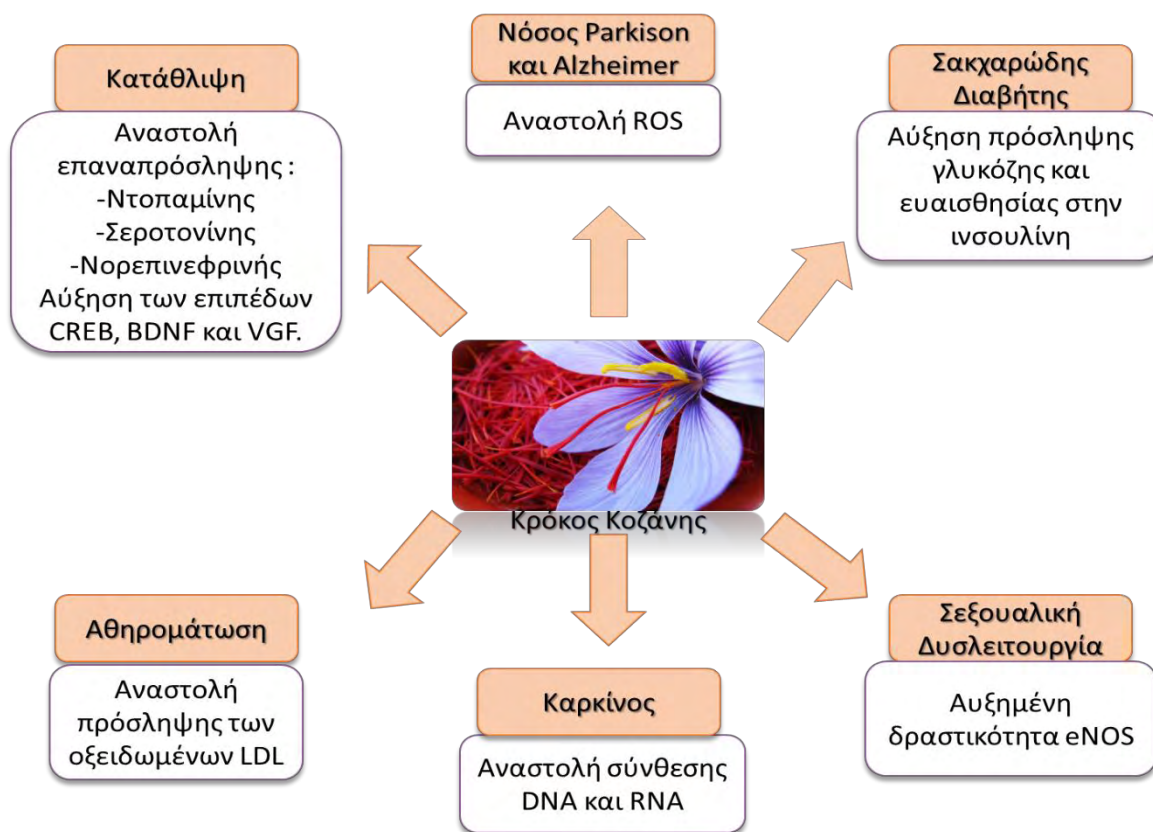 Κατάθλιψη
Αναστολή
επαναπρόσληψης :
-Ντοπαμίνης
-Σεροτονίνης
-Νορεπινεφρινής
Αύξηση των επιπέδων
CREB, BDNF και VGF.
Νόσος Parkison
και Alzheimer
Αναστολή ROS
Σακχαρώδης
Διαβήτης
Αύξηση πρόσληψης
γλυκόζης και
ευαισθησίας στην
ινσουλίνη
Κρόκος Κοζάνης
Αθηρομάτωση
Αναστολή
πρόσληψης των
οξειδωμένων LDL
Καρκίνος
Αναστολή σύνθεσης
DNA και RNA
Σεξουαλική
Δυσλειτουργία
Αυξημένη
δραστικότητα eNOS